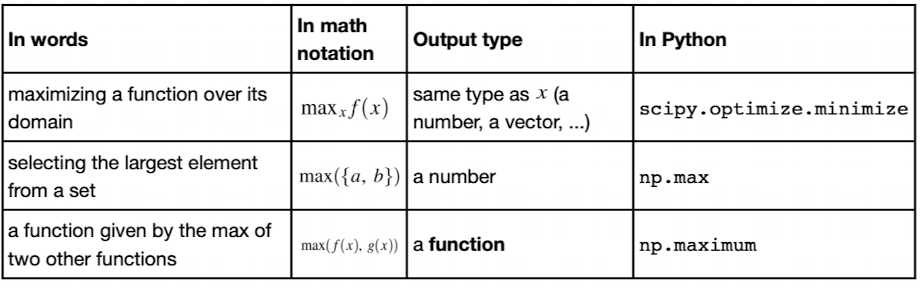 In words
In math
notation
Output type
In Python
maximizing a function over its
domain
maxₓ f(x)
same type as x (a
number, a vector, ...)
scipy.optimize.minimize
selecting the largest element
from a set
max({a, b})
a number
np.max
a function given by the max of
two other functions
max(f(x), g(x))
a function
np.maximum